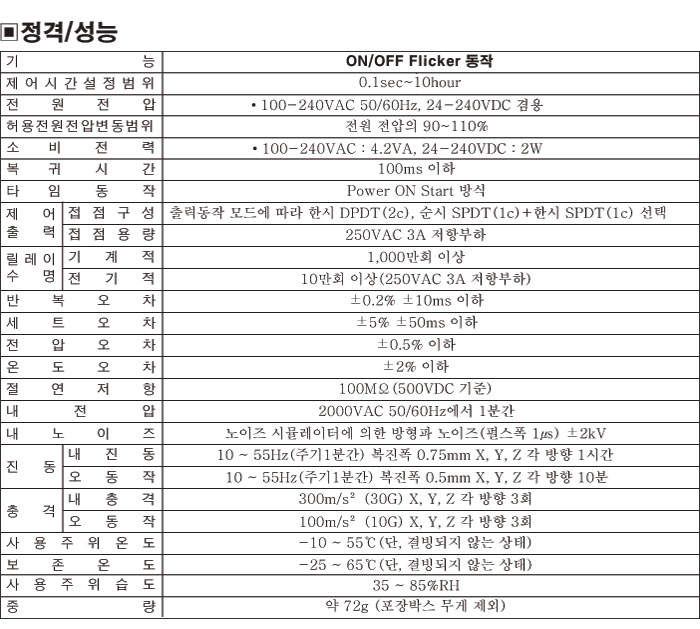 ▣정격/성능
기 능 ON/OFF Flicker 동작
제어시간설정범위 0.1sec~10hour
전 원 전 압 •100-240VAC 50/60Hz, 24-240VDC 겸용
허용전원전압변동범위 전원 전압의 90~110%
소 비 전 력 •100-240VAC : 4.2VA, 24-240VDC : 2W
복 귀 시 간 100ms 이하
타 임 동 작 Power ON Start 방식
제 어 출 력 접점구성 출력동작 모드에 따라 한시 DPDT(2c), 순시 SPDT(1c)+한시 SPDT(1c) 선택
접점용량 250VAC 3A 저항부하
릴레이 수 명 기 계 적 1,000만회 이상
전 기 적 10만회 이상(250VAC 3A 저항부하)
반 복 오 차 ±0.2% ±10ms 이하
세 트 오 차 ±5% ±50ms 이하
전 압 오 차 ±0.5% 이하
온 도 오 차 ±2% 이하
절 연 저 항 100MΩ(500VDC 기준)
내 전 압 2000VAC 50/60Hz에서 1분간
내 노 이 즈 노이즈 시뮬레이터에 의한 방형파 노이즈(펄스폭 1μs) ±2kV
진 동 내 진 동 10 ~ 55Hz(주기1분간) 복진폭 0.75mm X, Y, Z 각 방향 1시간
오 동 작 10 ~ 55Hz(주기1분간) 복진폭 0.5mm X, Y, Z 각 방향 10분
충 격 내 충 격 300m/s² (30G) X, Y, Z 각 방향 3회
오 동 작 100m/s² (10G) X, Y, Z 각 방향 3회
사용주위온도 -10 ~ 55℃(단, 결빙되지 않는 상태)
보 존 온 도 -25 ~ 65℃(단, 결빙되지 않는 상태)
사용주위습도 35 ~ 85%RH
중 량 약 72g (포장박스 무게 제외)